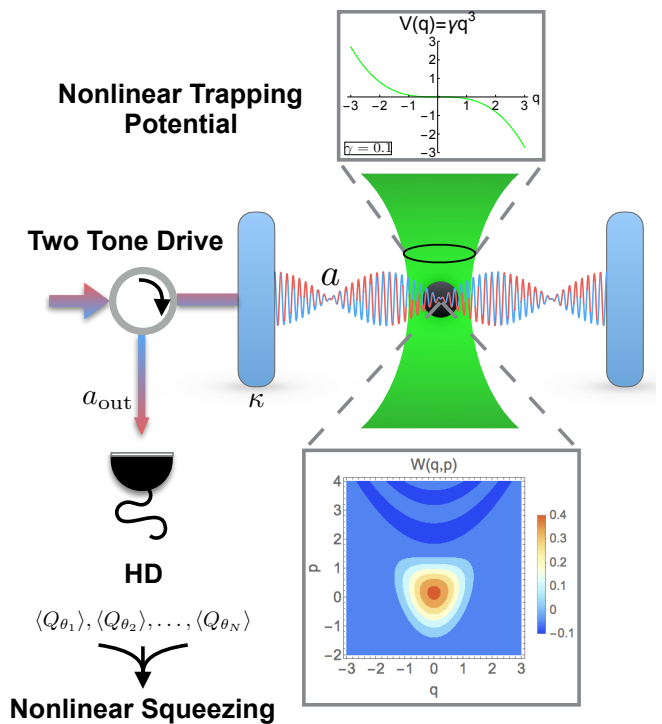 V(q)=γq³
3
2
1
−3 −2 −1 1 2 3 q
−1
−2
−3
γ = 0.1
Nonlinear Trapping
Potential
Two Tone Drive
a
a_out
κ
HD
⟨Q_θ₁⟩, ⟨Q_θ₂⟩, . . . , ⟨Q_θ_N⟩
Nonlinear Squeezing
W(q,p)
4
3
2
1
0
−1
−2
p
−3 −2 −1 0 1 2 3
q
0.4
0.3
0.2
0.1
0
−0.1